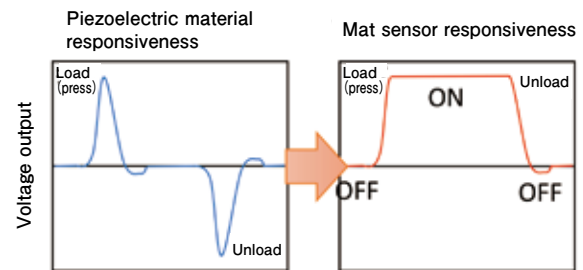 Piezoelectric material
responsiveness
Mat sensor responsiveness
Voltage output
Load
(press)
Unload
Load
(press)
Unload
ON
OFF
OFF